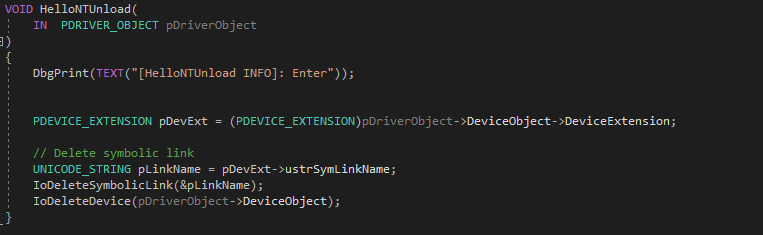 VOID HelloNTUnload(
IN PDRIVER_OBJECT pDriverObject
)
{
DbgPrint(TEXT("[HelloNTUnload INFO]: Enter"));
PDEVICE_EXTENSION pDevExt = (PDEVICE_EXTENSION)pDriverObject->DeviceObject->DeviceExtension;
// Delete symbolic link
UNICODE_STRING pLinkName = pDevExt->ustrSymLinkName;
IoDeleteSymbolicLink(&pLinkName);
IoDeleteDevice(pDriverObject->DeviceObject);
}